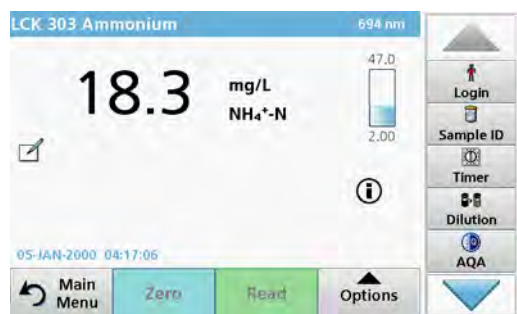 LCK 303 Ammonium 694 nm
47.0
18.3 mg/L
NH₄⁺-N
2.00
05-JAN-2000 04:17:06
Main
Menu
Zero
Read
Options
Login
Sample ID
Timer
Dilution
AQA